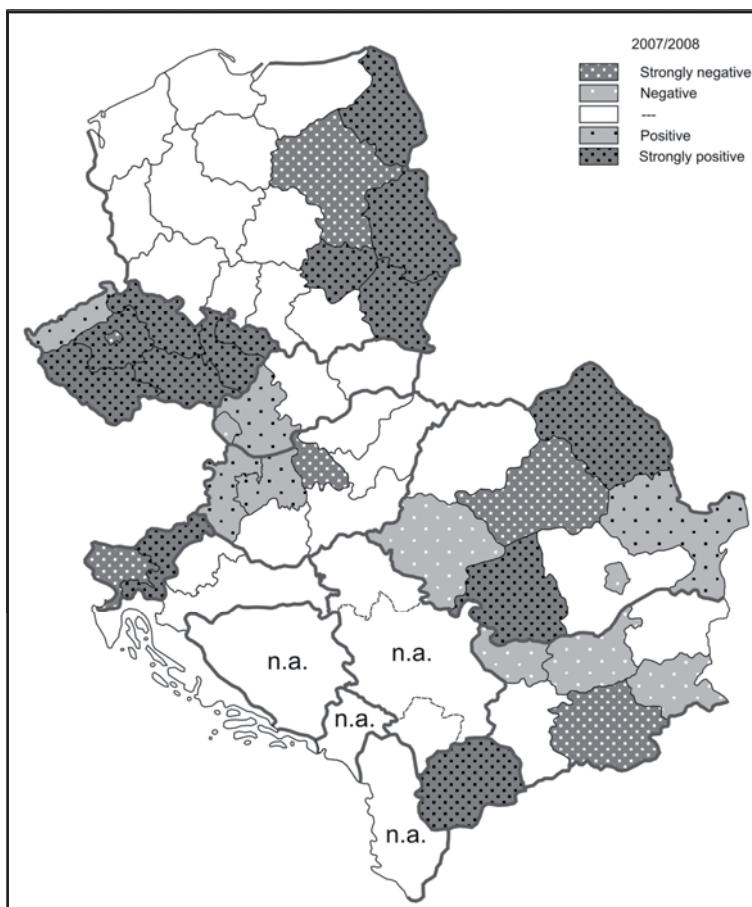 2007/2008
Strongly negative
Negative
---
Positive
Strongly positive
n.a.
n.a.
n.a.
n.a.